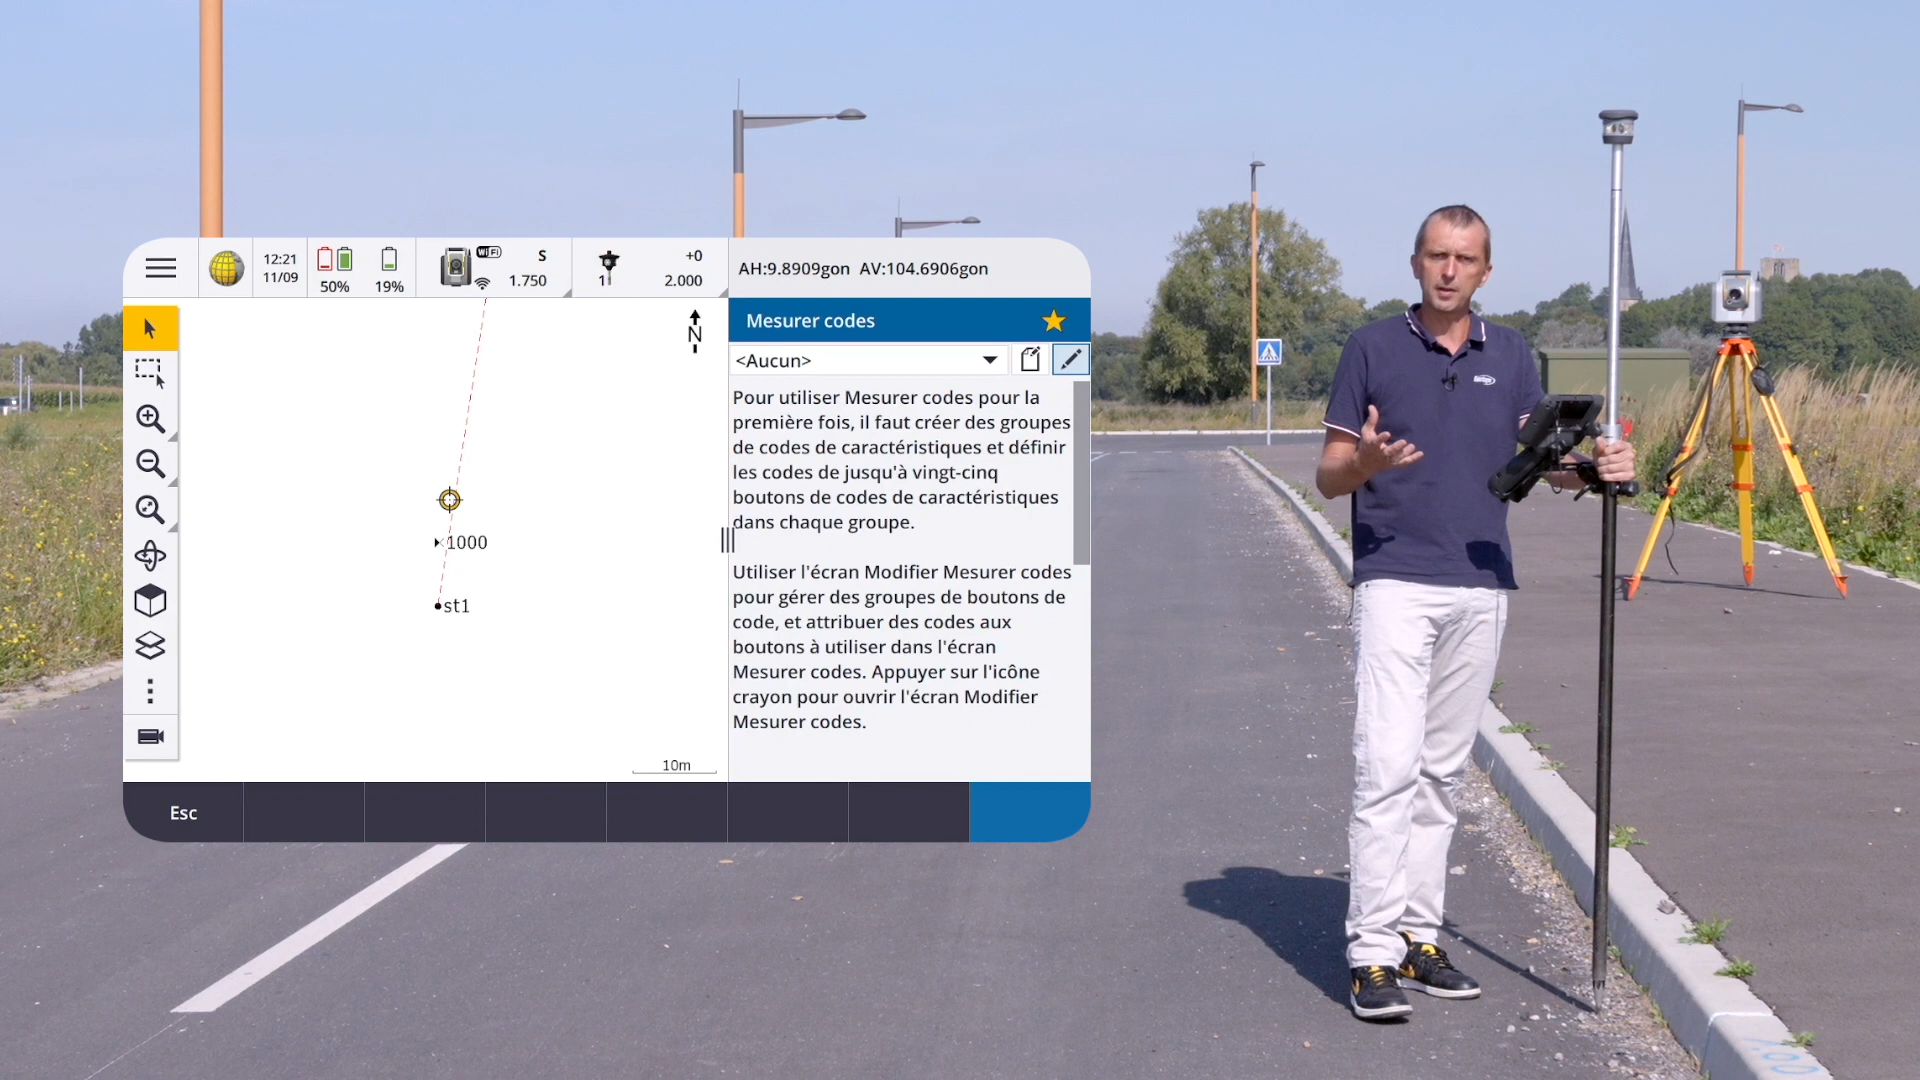 12:21
11/09
50%
19%
WiFi
S
1.750
1
+0
2.000
AH:9.8909gon AV:104.6906gon
N
1000
st1
10m
Mesurer codes
<Aucun>
Pour utiliser Mesurer codes pour la
première fois, il faut créer des groupes
de codes de caractéristiques et définir
les codes de jusqu'à vingt-cinq
boutons de codes de caractéristiques
dans chaque groupe.
Utiliser l'écran Modifier Mesurer codes
pour gérer des groupes de boutons de
code, et attribuer des codes aux
boutons à utiliser dans l'écran
Mesurer codes. Appuyer sur l'icône
crayon pour ouvrir l'écran Modifier
Mesurer codes.
Esc